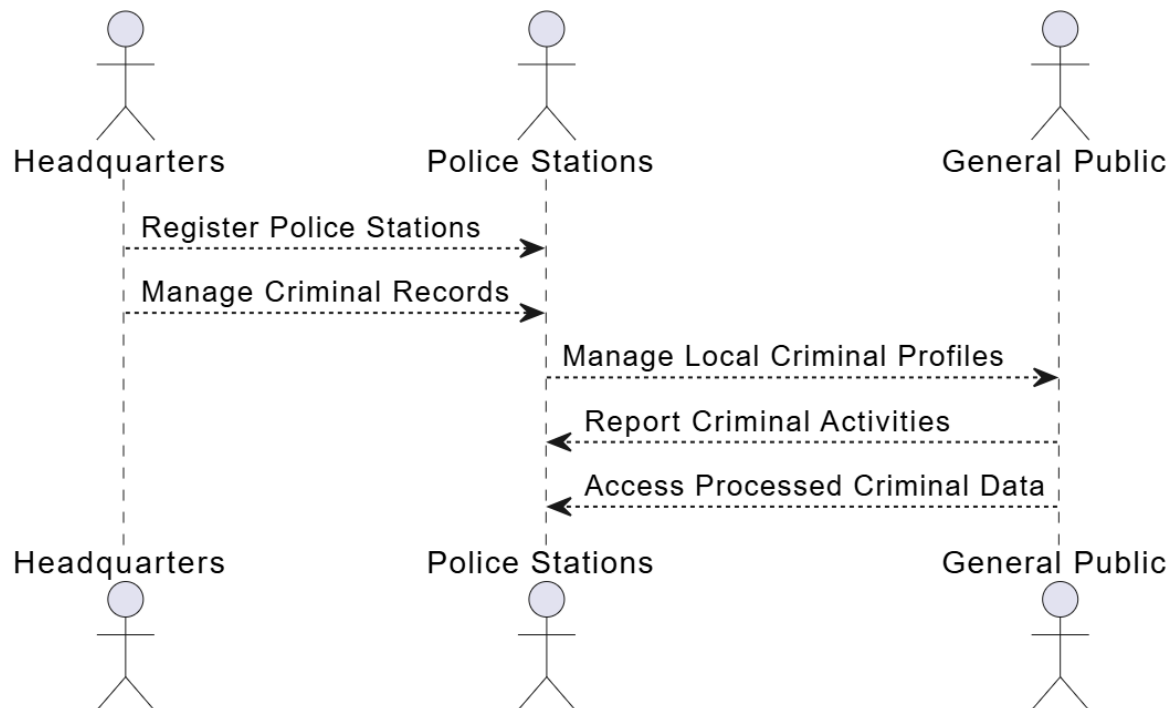 Headquarters
Police Stations
General Public
Register Police Stations
Manage Criminal Records
Manage Local Criminal Profiles
Report Criminal Activities
Access Processed Criminal Data
Headquarters
Police Stations
General Public